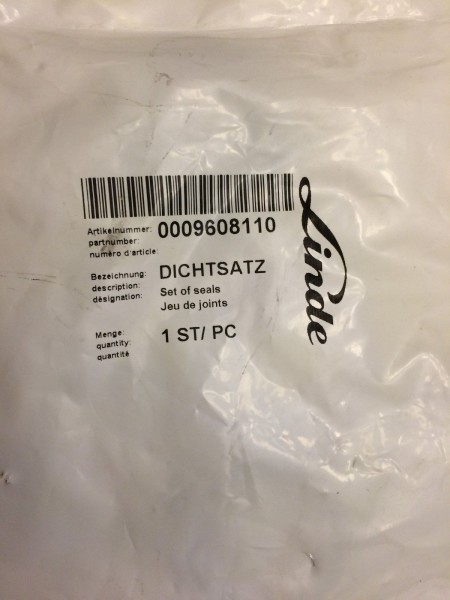 Artikelnummer: 0009608110
partnumber:
numéro d'article:
Bezeichnung: DICHTSATZ
description: Set of seals
désignation: Jeu de joints
Menge: 1 ST/ PC
quantity:
quantité
Linde